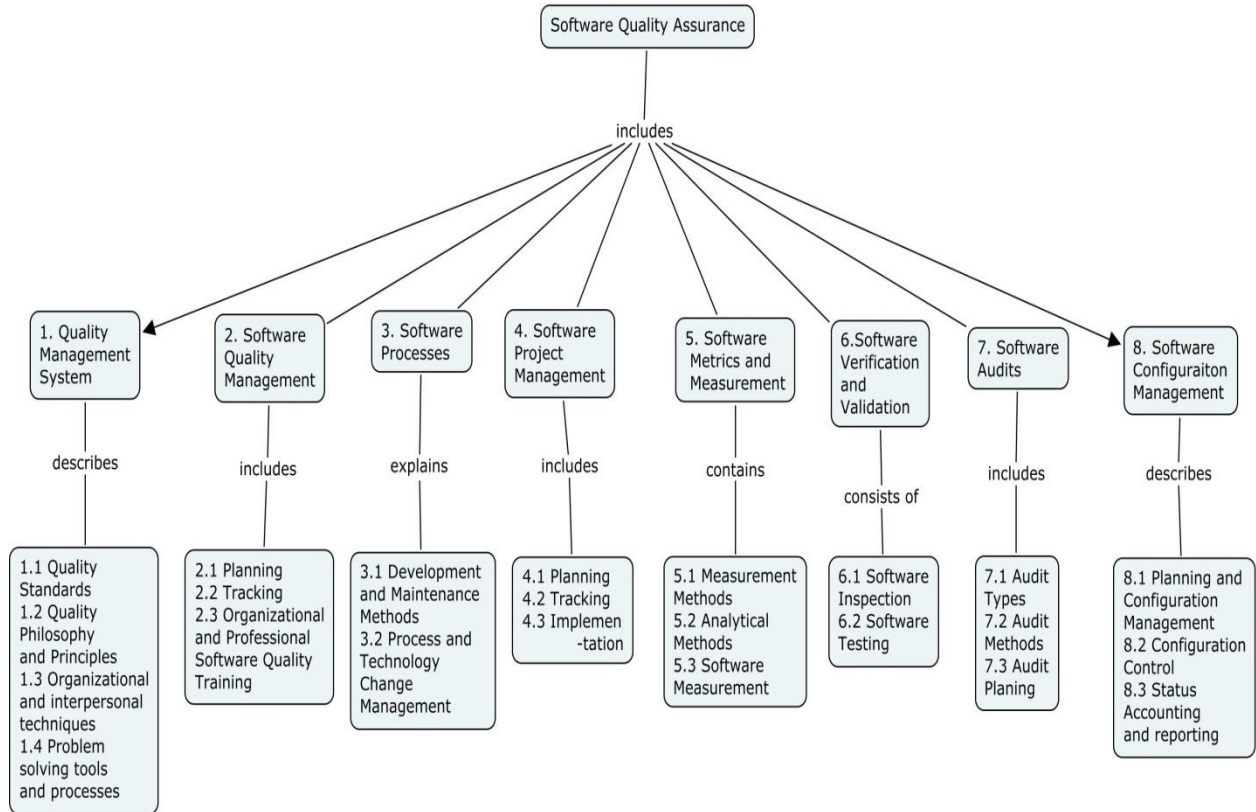 Software Quality Assurance
includes
1. Quality
Management
System
2. Software
Quality
Management
3. Software
Processes
4. Software
Project
Management
5. Software
Metrics and
Measurement
6.Software
Verification
and
Validation
7. Software
Audits
8. Software
Configuraiton
Management
describes
includes
explains
includes
contains
consists of
includes
describes
1.1 Quality
Standards
1.2 Quality
Philosophy
and Principles
1.3 Organizational
and interpersonal
techniques
1.4 Problem
solving tools
and processes
2.1 Planning
2.2 Tracking
2.3 Organizational
and Professional
Software Quality
Training
3.1 Development
and Maintenance
Methods
3.2 Process and
Technology
Change
Management
4.1 Planning
4.2 Tracking
4.3 Implemen
-tation
5.1 Measurement
Methods
5.2 Analytical
Methods
5.3 Software
Measurement
6.1 Software
Inspection
6.2 Software
Testing
7.1 Audit
Types
7.2 Audit
Methods
7.3 Audit
Planing
8.1 Planning and
Configuration
Management
8.2 Configuration
Control
8.3 Status
Accounting
and reporting